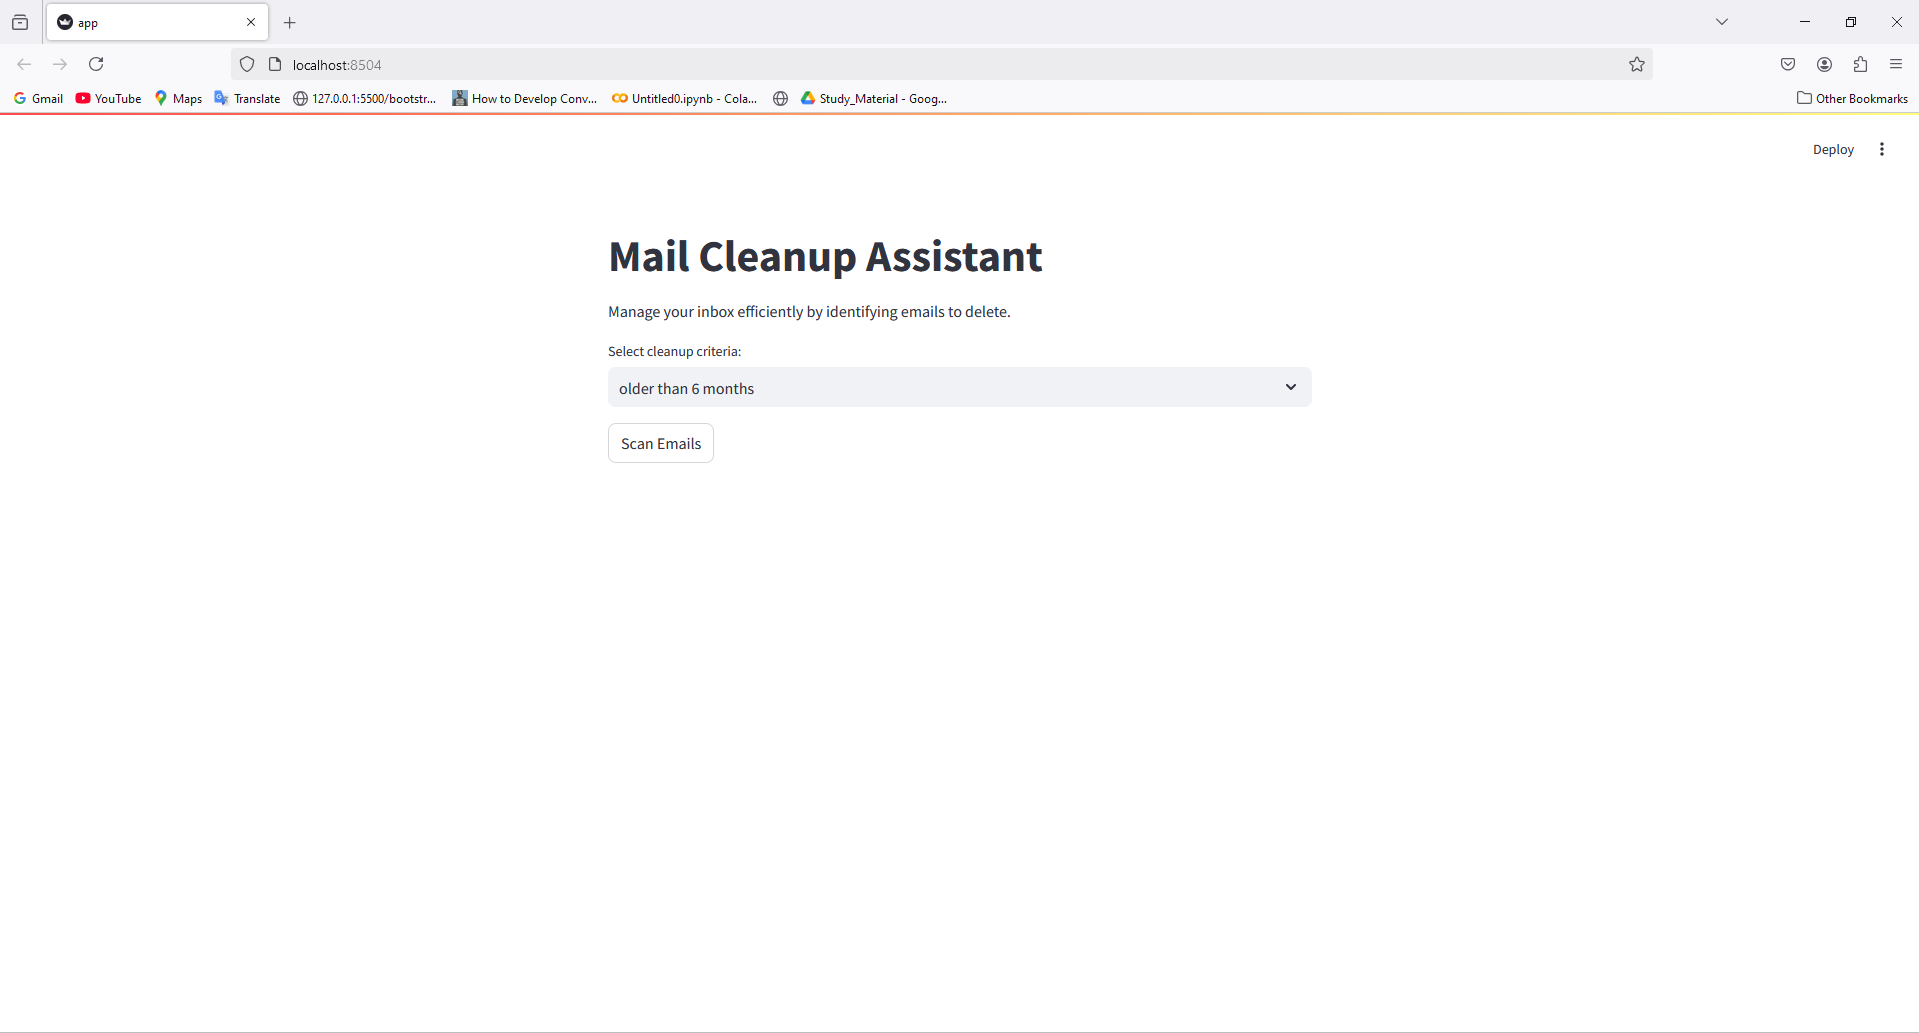 app
localhost:8504
Gmail YouTube Maps Translate 127.0.0.1:5500/bootstr... How to Develop Conv... Untitled0.ipynb - Cola... Study_Material - Goog... Other Bookmarks
Deploy
Mail Cleanup Assistant
Manage your inbox efficiently by identifying emails to delete.
Select cleanup criteria:
older than 6 months
Scan Emails